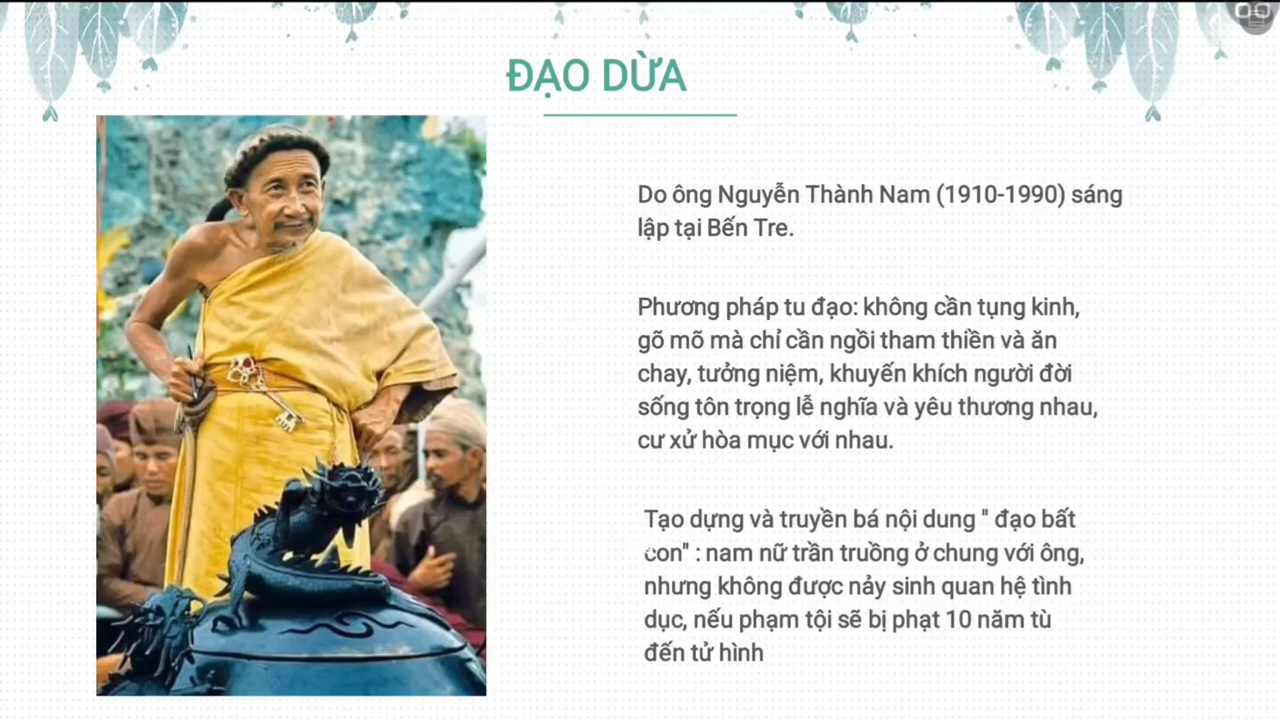 ĐẠO DỪA
Do ông Nguyễn Thành Nam (1910-1990) sáng
lập tại Bến Tre.
Phương pháp tu đạo: không cần tụng kinh,
gõ mõ mà chỉ cần ngồi tham thiền và ăn
chay, tưởng niệm, khuyến khích người đời
sống tôn trọng lễ nghĩa và yêu thương nhau,
cư xử hòa mục với nhau.
Tạo dựng và truyền bá nội dung " đạo bất
con" : nam nữ trần truồng ở chung với ông,
nhưng không được nảy sinh quan hệ tình
dục, nếu phạm tội sẽ bị phạt 10 năm tù
đến tử hình